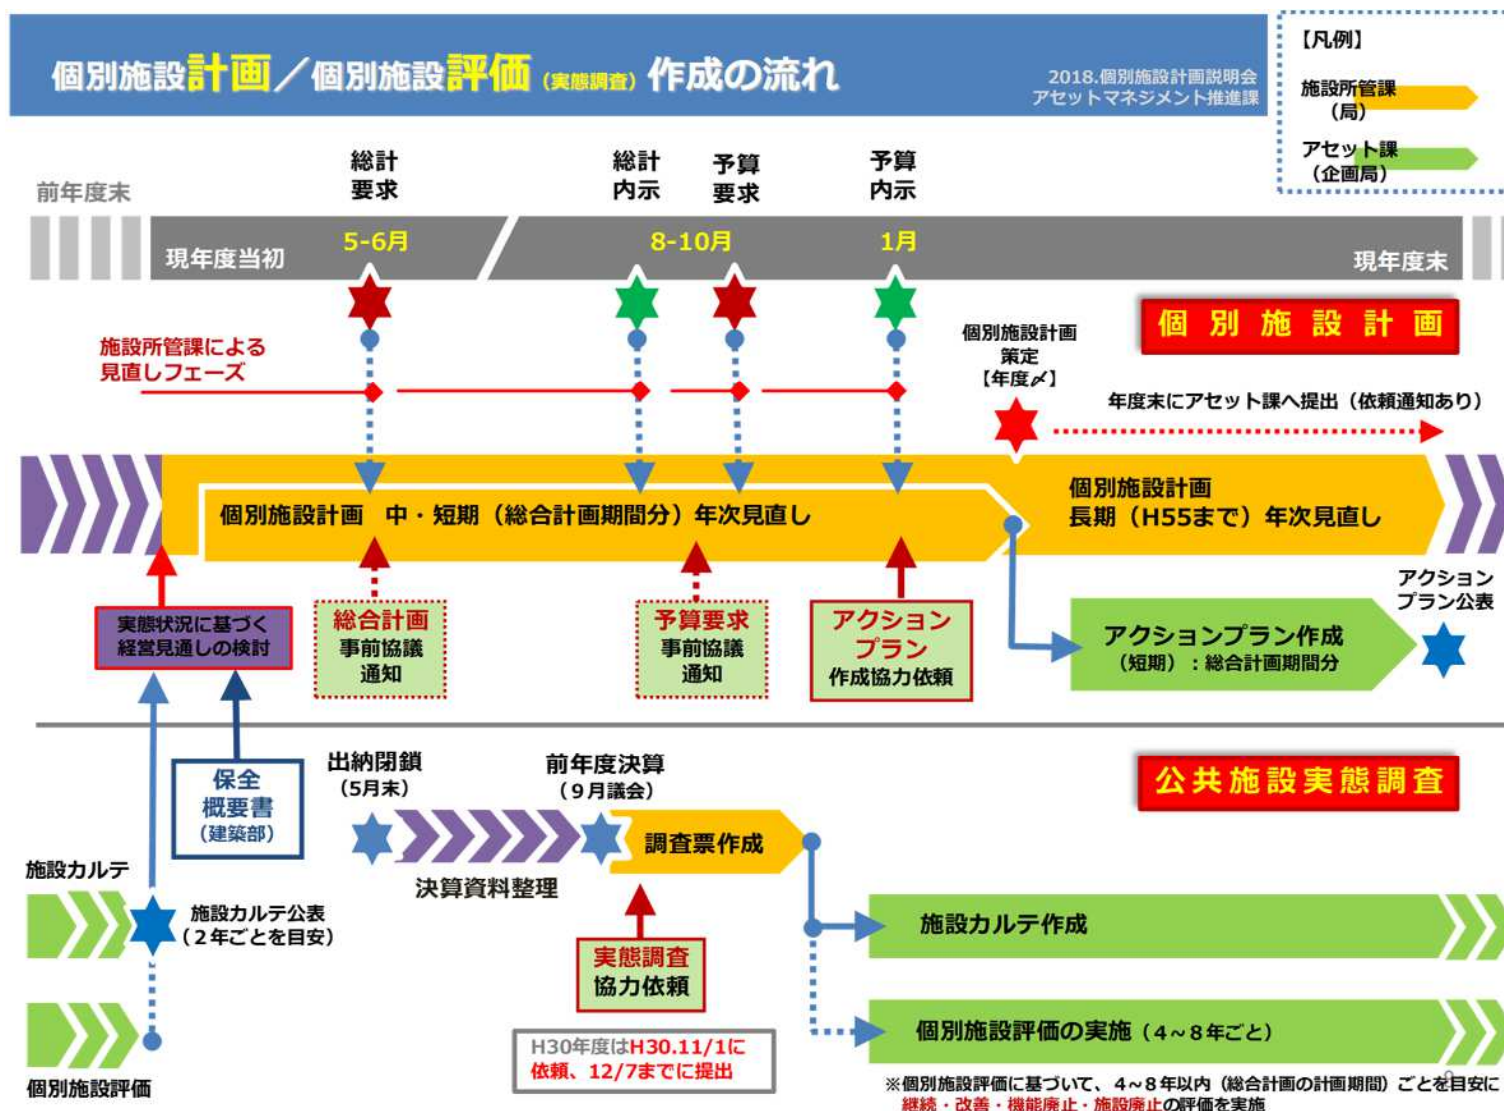 個別施設計画／個別施設評価（実態調査）作成の流れ
2018.個別施設計画説明会
アセットマネジメント推進課
【凡例】
施設所管課
（局）
アセット課
（企画局）
前年度末
総計
要求
総計
内示
予算
要求
予算
内示
現年度当初
5-6月
8-10月
1月
現年度末
個別施設計画
施設所管課による
見直しフェーズ
個別施設計画
策定
【年度〆】
年度末にアセット課へ提出（依頼通知あり）
個別施設計画　中・短期（総合計画期間分）年次見直し
個別施設計画
長期（H55まで）年次見直し
実態状況に基づく
経営見通しの検討
総合計画
事前協議
通知
予算要求
事前協議
通知
アクション
プラン
作成協力依頼
アクションプラン作成
（短期）：総合計画期間分
アクション
プラン公表
公共施設実態調査
保全
概要書
（建築部）
出納閉鎖
（5月末）
前年度決算
（９月議会）
調査票作成
決算資料整理
施設カルテ
施設カルテ公表
（２年ごとを目安）
実態調査
協力依頼
施設カルテ作成
個別施設評価の実施（４～８年ごと）
H30年度はH30.11/1に
依頼、12/7までに提出
個別施設評価
※個別施設評価に基づいて、４～８年以内（総合計画の計画期間）ごとを目安に
継続・改善・機能廃止・施設廃止の評価を実施